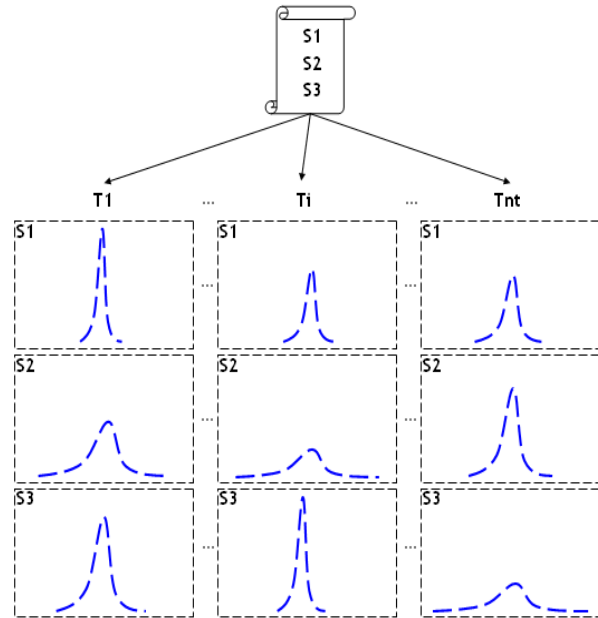 S1
S2
S3
T1 ... Ti ... Tnt
S1 ... S1 ... S1
S2 ... S2 ... S2
S3 ... S3 ... S3